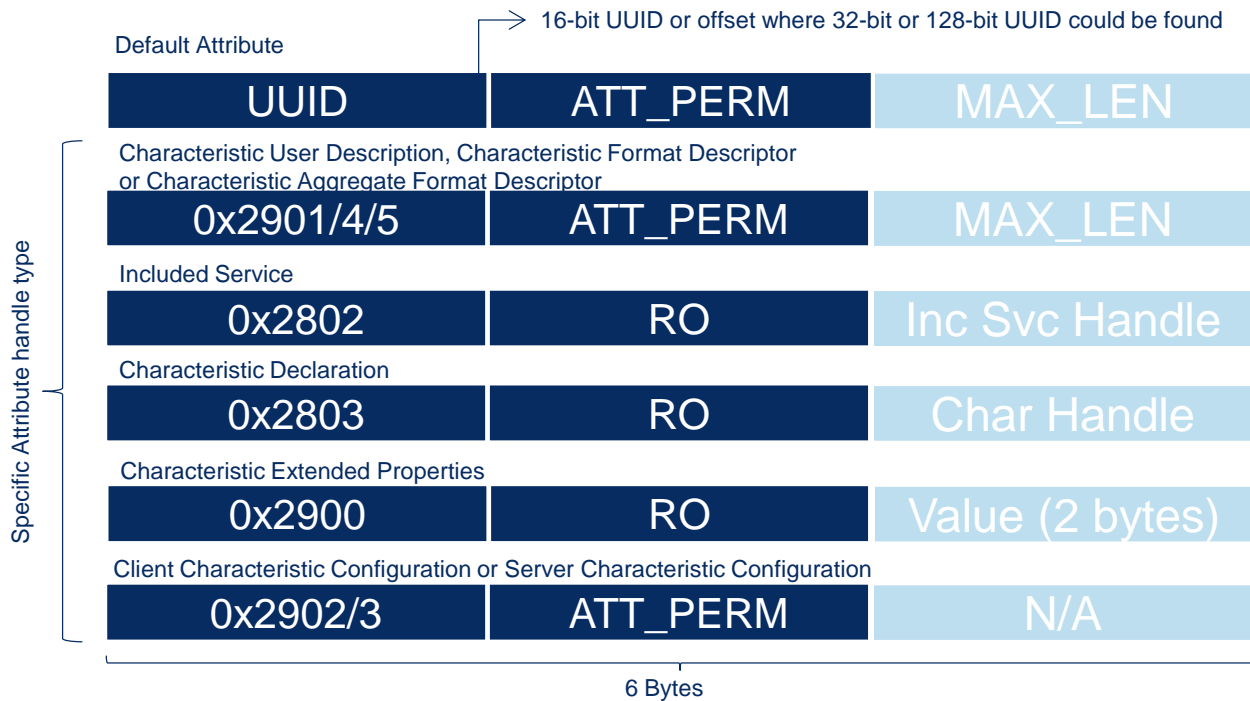 16-bit UUID or offset where 32-bit or 128-bit UUID could be found
Default Attribute
UUID ATT_PERM MAX_LEN
Specific Attribute handle type
Characteristic User Description, Characteristic Format Descriptor
or Characteristic Aggregate Format Descriptor
0x2901/4/5 ATT_PERM MAX_LEN
Included Service
0x2802 RO Inc Svc Handle
Characteristic Declaration
0x2803 RO Char Handle
Characteristic Extended Properties
0x2900 RO Value (2 bytes)
Client Characteristic Configuration or Server Characteristic Configuration
0x2902/3 ATT_PERM N/A
6 Bytes